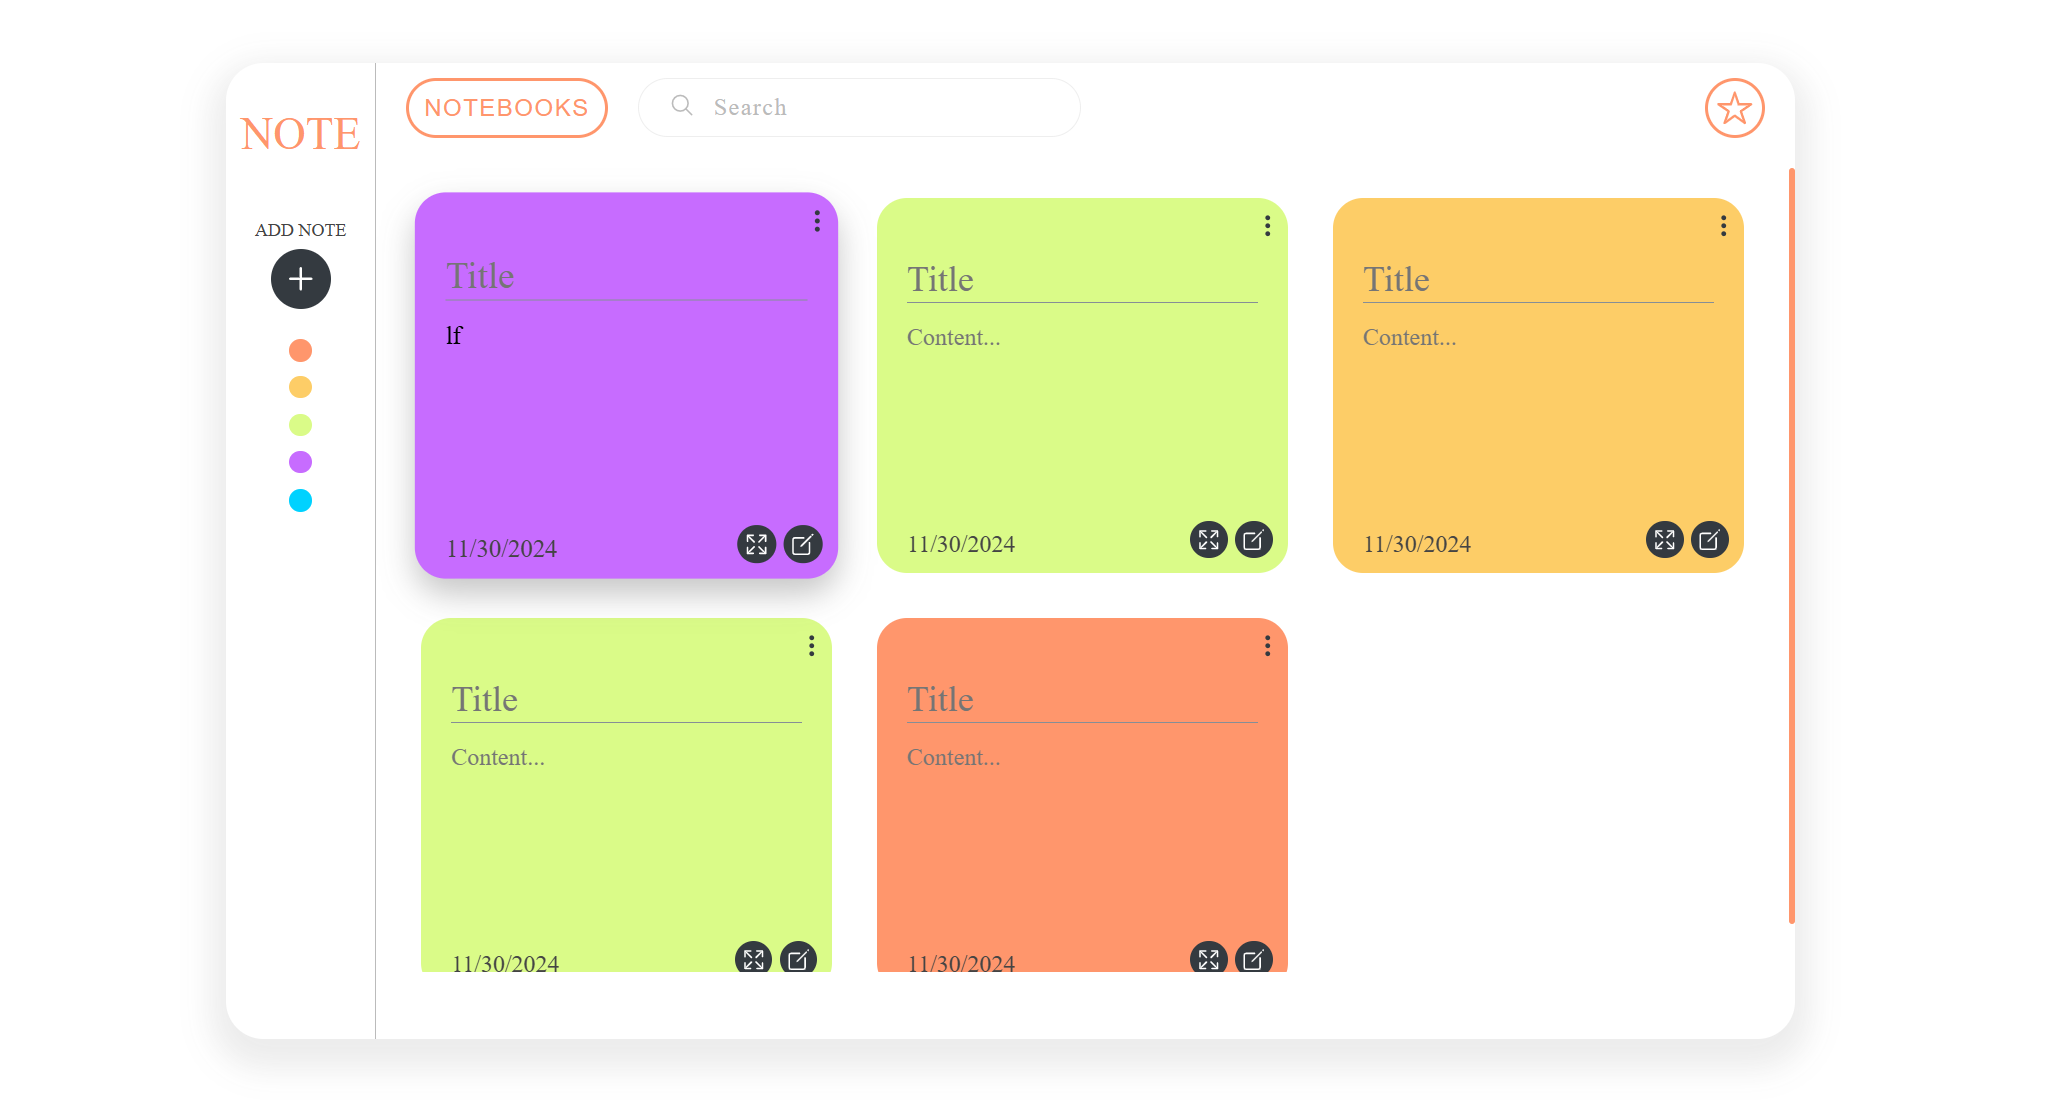 NOTE
ADD NOTE
NOTEBOOKS
Search
Title
lf
11/30/2024
Title
Content...
11/30/2024
Title
Content...
11/30/2024
Title
Content...
11/30/2024
Title
Content...
11/30/2024